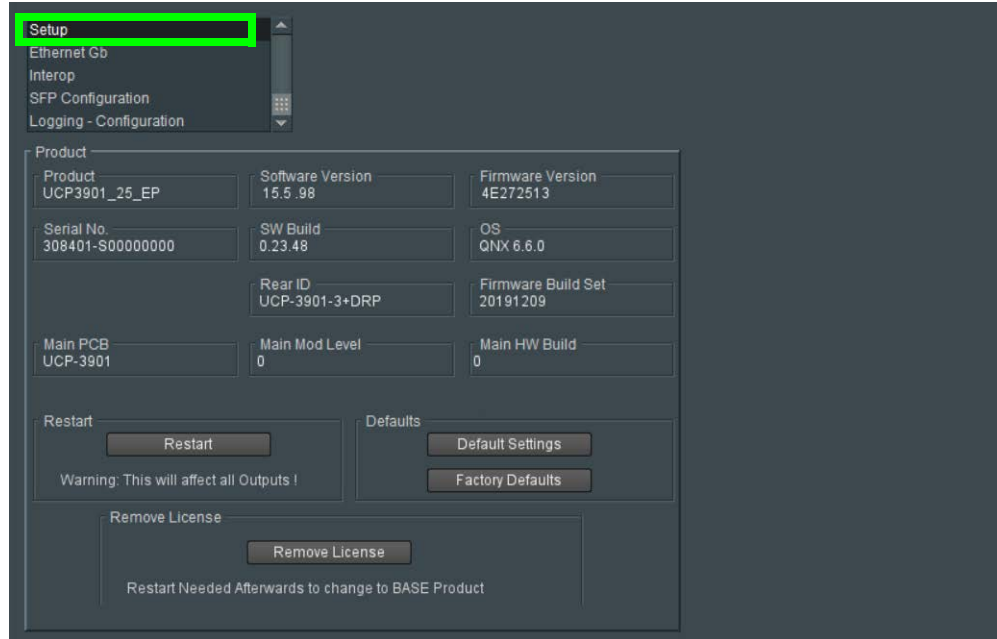 Setup
Ethernet Gb
Interop
SFP Configuration
Logging - Configuration
Product
Product
UCP3901_25_EP
Software Version
15.5 .98
Firmware Version
4E272513
Serial No.
308401-S00000000
SW Build
0.23.48
OS
QNX 6.6.0
Rear ID
UCP-3901-3+DRP
Firmware Build Set
20191209
Main PCB
UCP-3901
Main Mod Level
0
Main HW Build
0
Restart
Restart
Warning: This will affect all Outputs !
Defaults
Default Settings
Factory Defaults
Remove License
Remove License
Restart Needed Afterwards to change to BASE Product